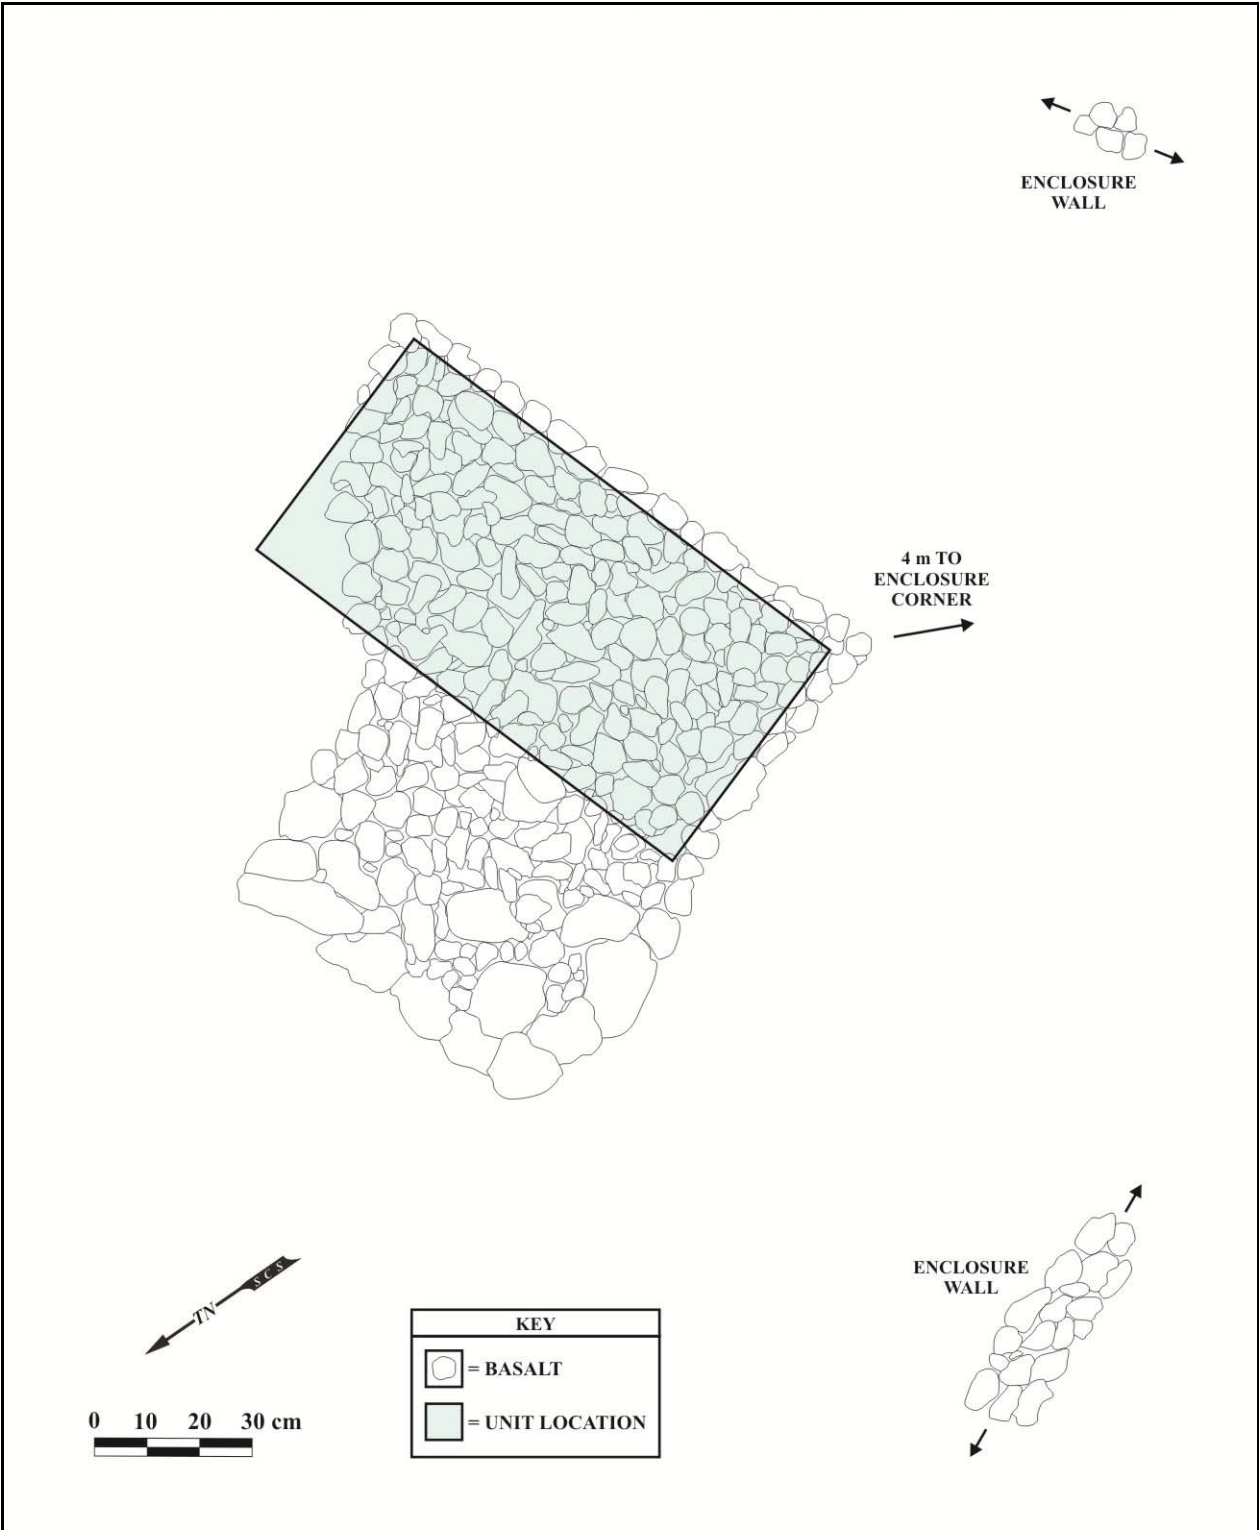 ENCLOSURE
WALL
4 m TO
ENCLOSURE
CORNER
ENCLOSURE
WALL
SCS
TN
KEY
= BASALT
= UNIT LOCATION
0 10 20 30 cm